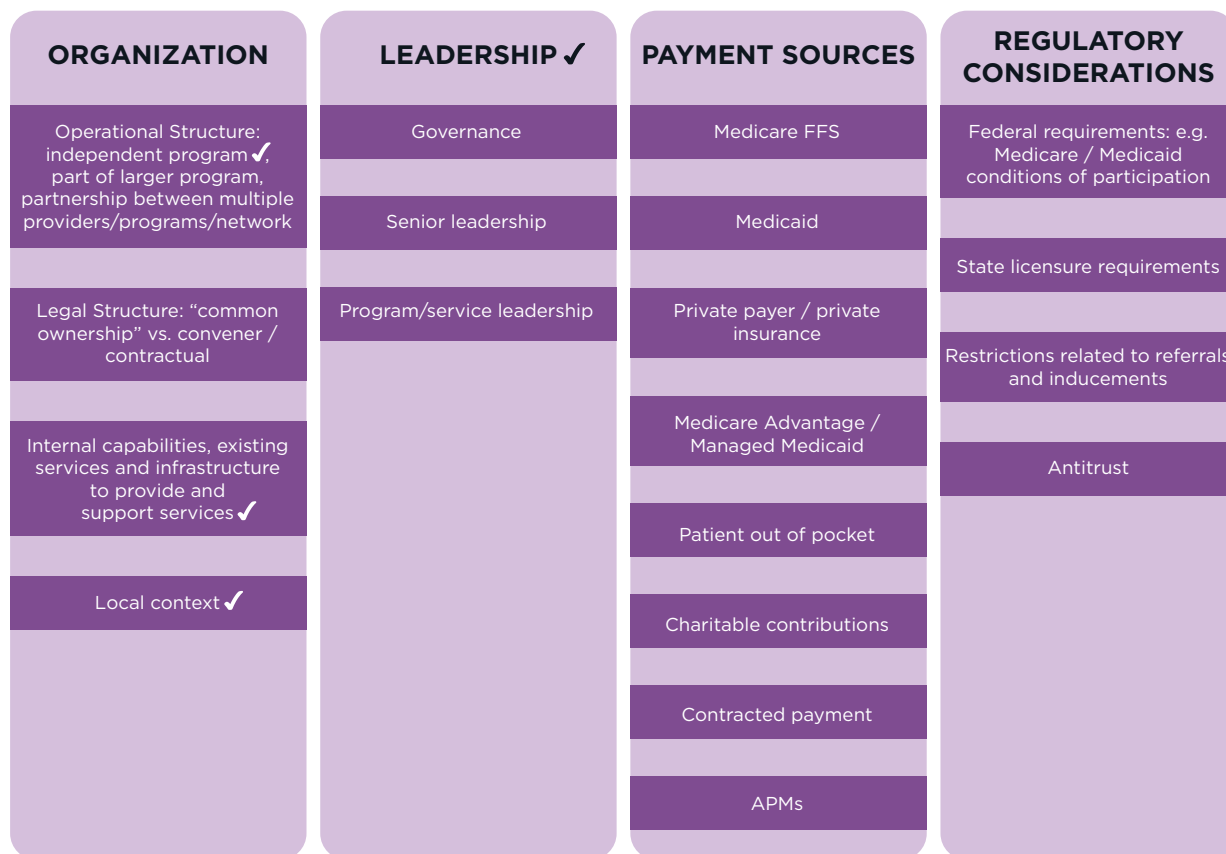 ORGANIZATION
Operational Structure:
independent program ✓,
part of larger program,
partnership between multiple
providers/programs/network
Legal Structure: “common
ownership” vs. convener /
contractual
Internal capabilities, existing
services and infrastructure
to provide and
support services ✓
Local context ✓
LEADERSHIP ✓
Governance
Senior leadership
Program/service leadership
PAYMENT SOURCES
Medicare FFS
Medicaid
Private payer / private
insurance
Medicare Advantage /
Managed Medicaid
Patient out of pocket
Charitable contributions
Contracted payment
APMs
REGULATORY
CONSIDERATIONS
Federal requirements: e.g.
Medicare / Medicaid
conditions of participation
State licensure requirements
Restrictions related to referrals
and inducements
Antitrust